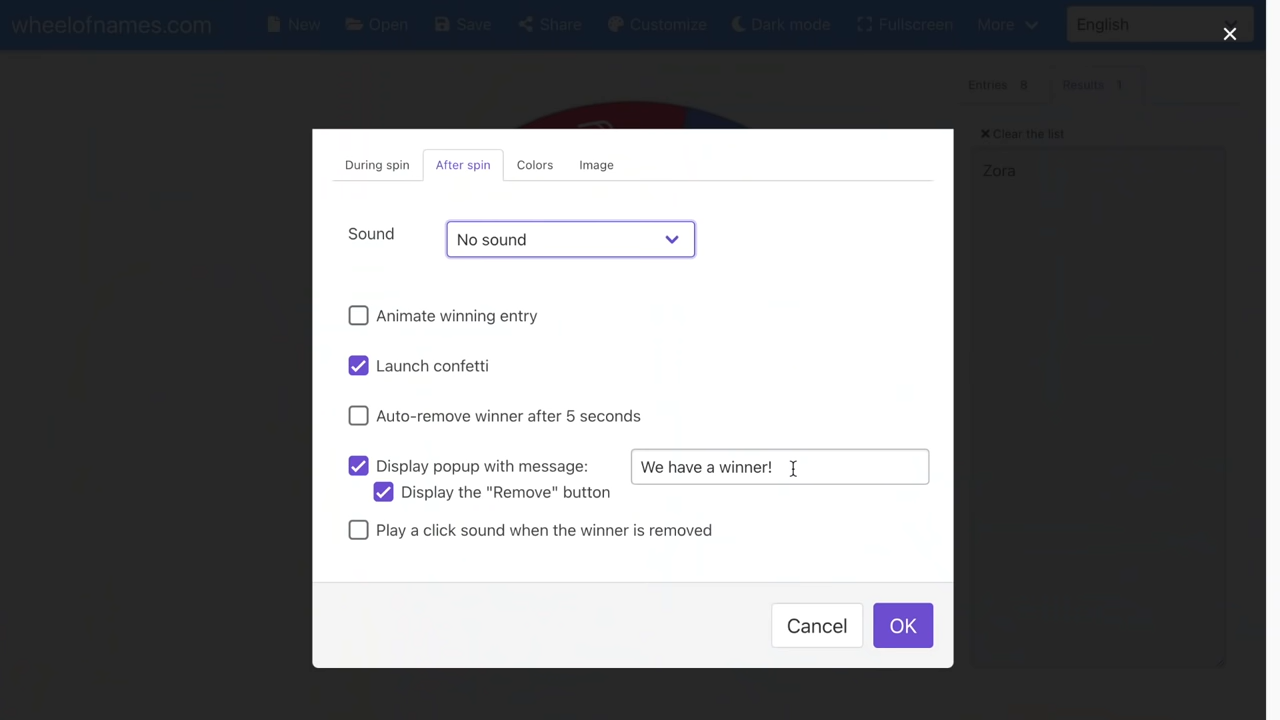 wheelofnames.com New Open Save Share Customize Dark mode Fullscreen More English
Entries 8 Results 1
Clear the list
Zora
During spin After spin Colors Image
Sound No sound
Animate winning entry
Launch confetti
Auto-remove winner after 5 seconds
Display popup with message: We have a winner!
Display the "Remove" button
Play a click sound when the winner is removed
Cancel OK